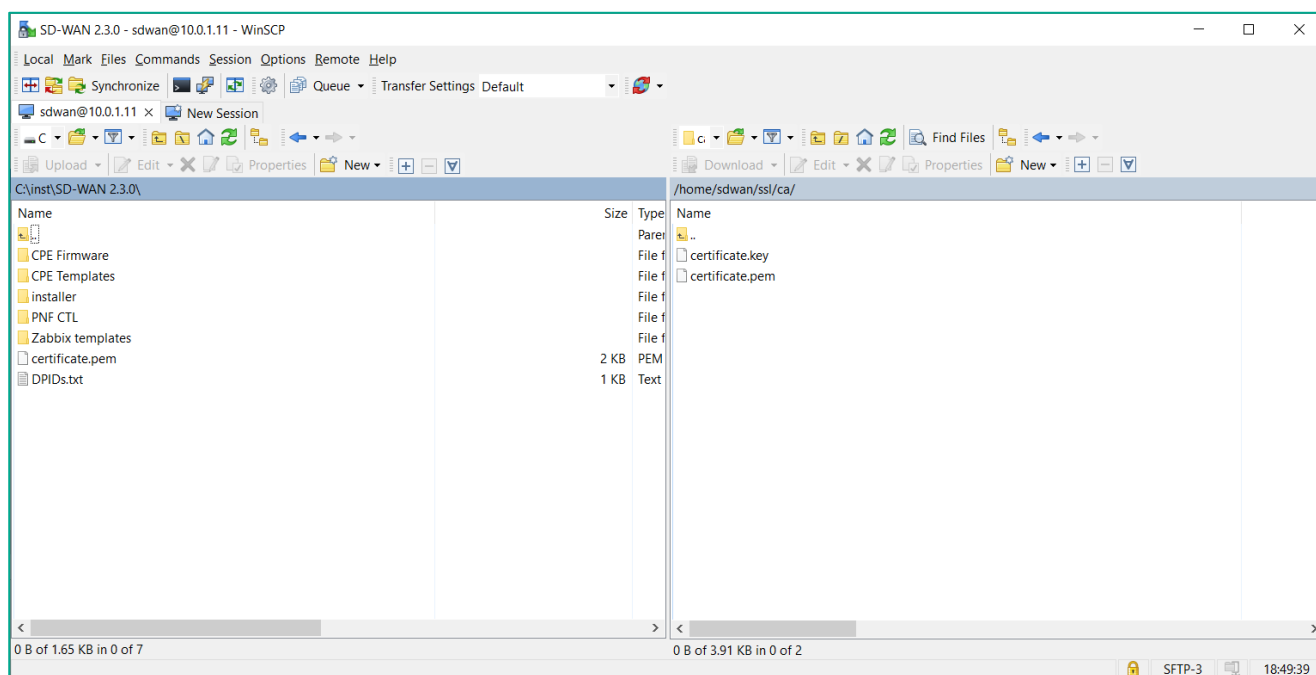 SD-WAN 2.3.0 - sdwan@10.0.1.11 - WinSCP
Local Mark Files Commands Session Options Remote Help
Synchronize Queue Transfer Settings Default
sdwan@10.0.1.11 New Session
C Find Files
Upload Edit Properties New Download Edit Properties New
C:\inst\SD-WAN 2.3.0\ /home/sdwan/ssl/ca/
Name Size Type Name
.. Paren ..
CPE Firmware File f certificate.key
CPE Templates File f certificate.pem
installer File f
PNF CTL File f
Zabbix templates File f
certificate.pem 2 KB PEM
DPIDs.txt 1 KB Text
0 B of 1.65 KB in 0 of 7 0 B of 3.91 KB in 0 of 2
SFTP-3 18:49:39